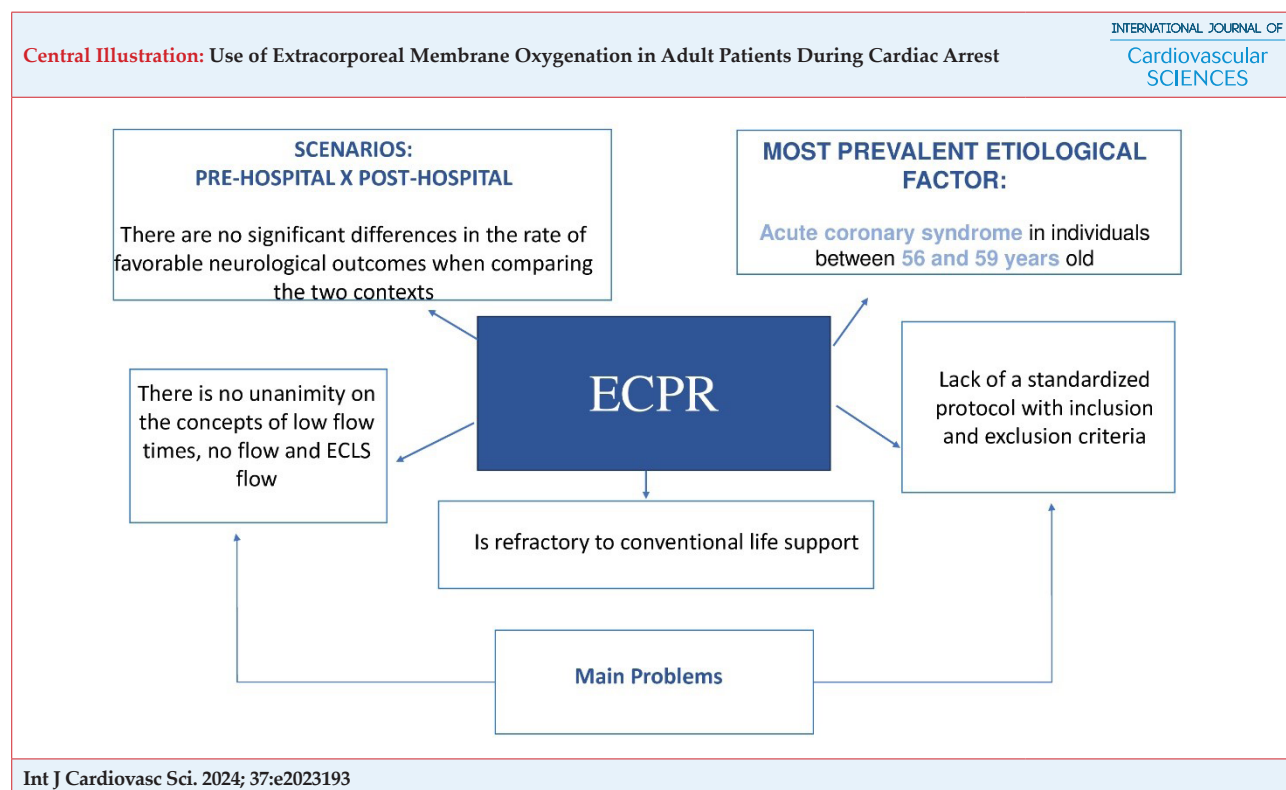 Central Illustration: Use of Extracorporeal Membrane Oxygenation in Adult Patients During Cardiac Arrest
INTERNATIONAL JOURNAL OF
Cardiovascular
SCIENCES
SCENARIOS:
PRE-HOSPITAL X POST-HOSPITAL
There are no significant differences in the rate of
favorable neurological outcomes when comparing
the two contexts
MOST PREVALENT ETIOLOGICAL
FACTOR:
Acute coronary syndrome in individuals
between 56 and 59 years old
ECPR
There is no unanimity on
the concepts of low flow
times, no flow and ECLS
flow
Lack of a standardized
protocol with inclusion
and exclusion criteria
Is refractory to conventional life support
Main Problems
Int J Cardiovasc Sci. 2024; 37:e2023193